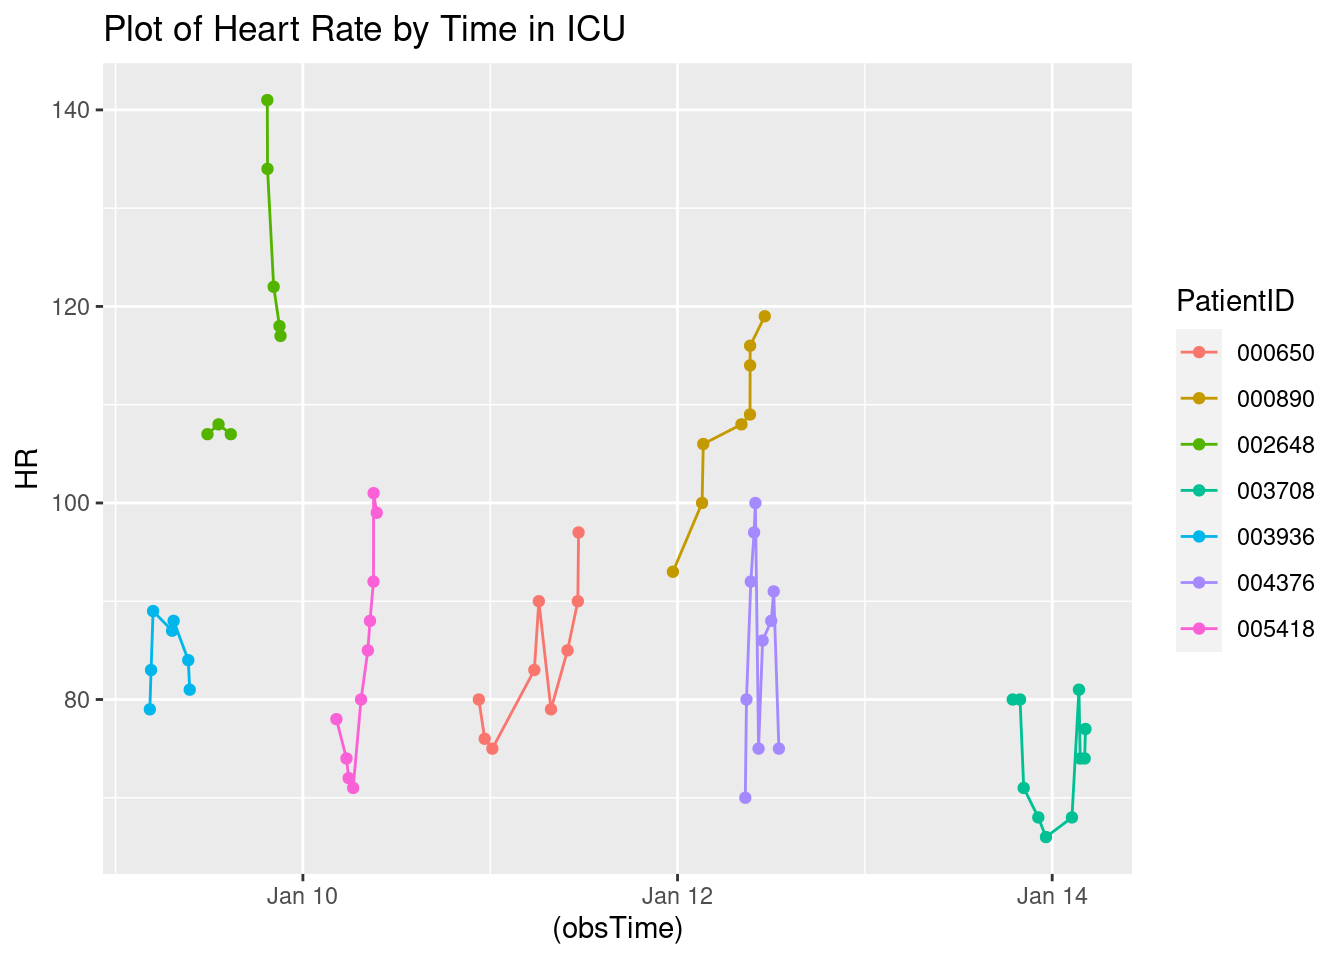 Plot of Heart Rate by Time in ICU
140
120
100
80
HR
Jan 10
Jan 12
Jan 14
(obsTime)
PatientID
000650
000890
002648
003708
003936
004376
005418